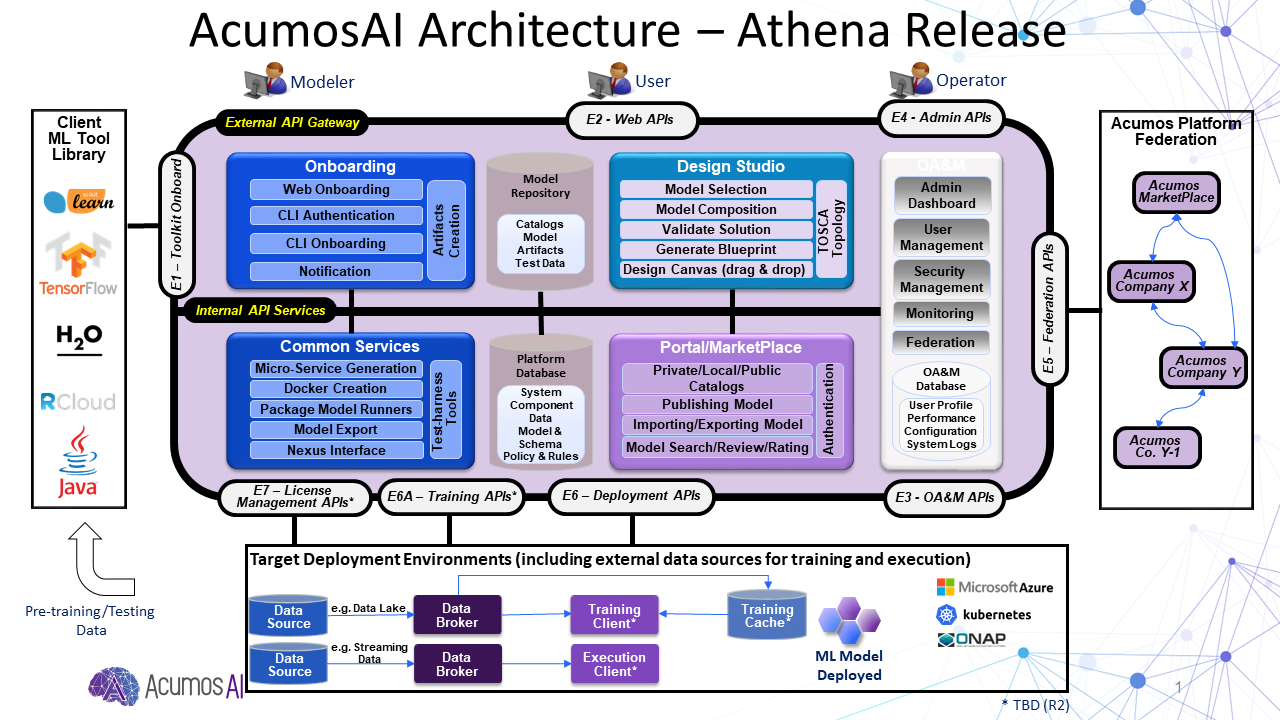 AcumosAI Architecture – Athena Release
Modeler
User
Operator
Client
ML Tool
Library
scikit
learn
TensorFlow
H2O
RCloud
Java
Pre-training/Testing
Data
External API Gateway
E2 - Web APIs
E4 - Admin APIs
E1 – Toolkit Onboard
Onboarding
Web Onboarding
CLI Authentication
CLI Onboarding
Notification
Artifacts
Creation
Model
Repository
Catalogs
Model
Artifacts
Test Data
Design Studio
Model Selection
Model Composition
Validate Solution
Generate Blueprint
Design Canvas (drag & drop)
TOSCA
Topology
OA&M
Admin
Dashboard
User
Management
Security
Management
Monitoring
Federation
OA&M
Database
User Profile
Performance
Configuration
System Logs
Internal API Services
Common Services
Micro-Service Generation
Docker Creation
Package Model Runners
Model Export
Nexus Interface
Test-harness
Tools
Platform
Database
System
Component
Data
Model &
Schema
Policy & Rules
Portal/MarketPlace
Private/Local/Public
Catalogs
Publishing Model
Importing/Exporting Model
Model Search/Review/Rating
Authentication
E5 – Federation APIs
Acumos Platform
Federation
Acumos
MarketPlace
Acumos
Company X
Acumos
Company Y
Acumos
Co. Y-1
E7 – License
Management APIs*
E6A – Training APIs*
E6 – Deployment APIs
E3 - OA&M APIs
Target Deployment Environments (including external data sources for training and execution)
Data
Source
e.g. Data Lake
Data
Broker
Training
Client*
Training
Cache*
Data
Source
e.g. Streaming
Data
Data
Broker
Execution
Client*
ML Model
Deployed
Microsoft Azure
kubernetes
ONAP
Acumos AI
1
* TBD (R2)